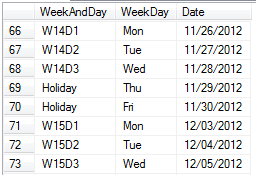 WeekAndDay WeekDay Date
66 W14D1 Mon 11/26/2012
67 W14D2 Tue 11/27/2012
68 W14D3 Wed 11/28/2012
69 Holiday Thu 11/29/2012
70 Holiday Fri 11/30/2012
71 W15D1 Mon 12/03/2012
72 W15D2 Tue 12/04/2012
73 W15D3 Wed 12/05/2012